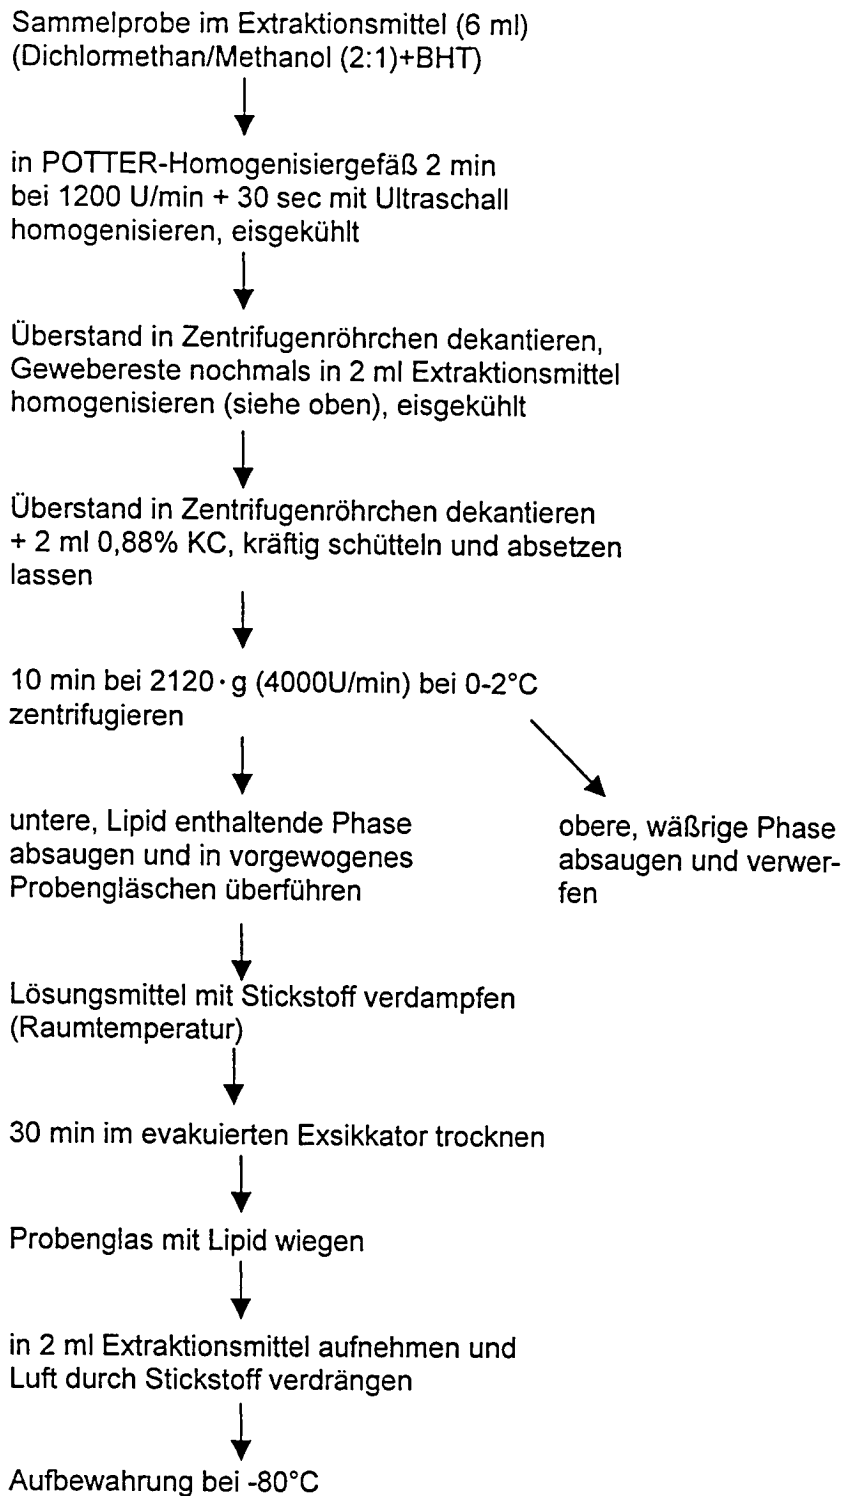 Sammelprobe im Extraktionsmittel (6 ml)
(Dichlormethan/Methanol (2:1)+BHT)
in POTTER-Homogenisiergefäß 2 min
bei 1200 U/min + 30 sec mit Ultraschall
homogenisieren, eisgekühlt
Überstand in Zentrifugenröhrchen dekantieren,
Gewebereste nochmals in 2 ml Extraktionsmittel
homogenisieren (siehe oben), eisgekühlt
Überstand in Zentrifugenröhrchen dekantieren
+ 2 ml 0,88% KC, kräftig schütteln und absetzen
lassen
10 min bei 2120·g (4000U/min) bei 0-2°C
zentrifugieren
untere, Lipid enthaltende Phase
absaugen und in vorgewogenes
Probengläschen überführen
obere, wäßrige Phase
absaugen und verwer-
fen
Lösungsmittel mit Stickstoff verdampfen
(Raumtemperatur)
30 min im evakuierten Exsikkator trocknen
Probenglas mit Lipid wiegen
in 2 ml Extraktionsmittel aufnehmen und
Luft durch Stickstoff verdrängen
Aufbewahrung bei -80°C